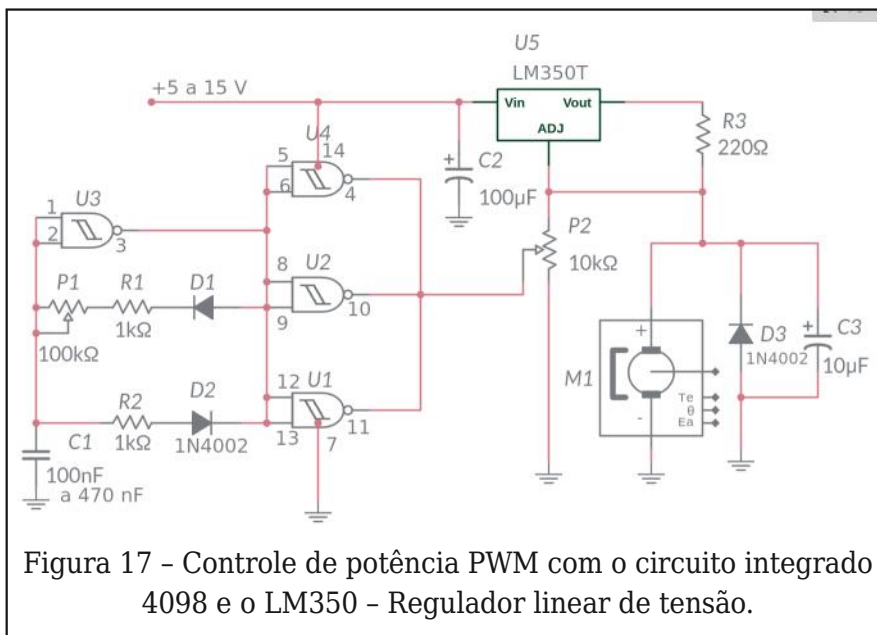 U5
LM350T
+5 a 15 V
Vin
Vout
ADJ
R3
220Ω
U4
5
14
6
4
C2
100µF
U3
1
2
3
P2
10kΩ
U2
8
9
10
P1
R1
D1
1kΩ
100kΩ
+
D3
1N4002
C3
10µF
M1
Te
θ
Ea
-
U1
12
13
11
7
R2
D2
1kΩ
1N4002
C1
100nF
a 470 nF
Figura 17 – Controle de potência PWM com o circuito integrado
4098 e o LM350 – Regulador linear de tensão.